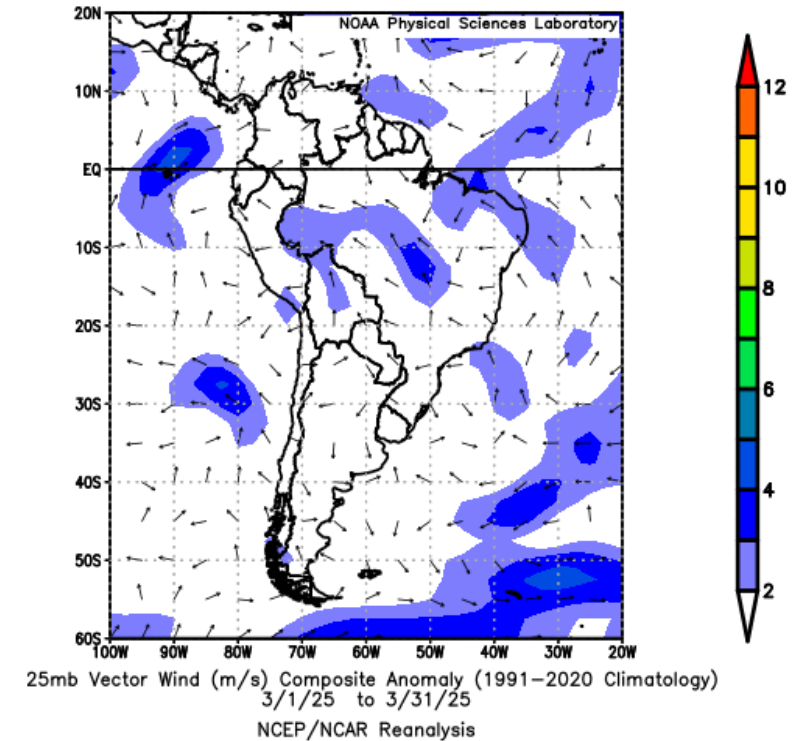 NOAA Physical Sciences Laboratory
20N
10N
EQ
10S
20S
30S
40S
50S
60S
100W 90W 80W 70W 60W 50W 40W 30W 20W
12
10
8
6
4
2
25mb Vector Wind (m/s) Composite Anomaly (1991-2020 Climatology)
3/1/25 to 3/31/25
NCEP/NCAR Reanalysis